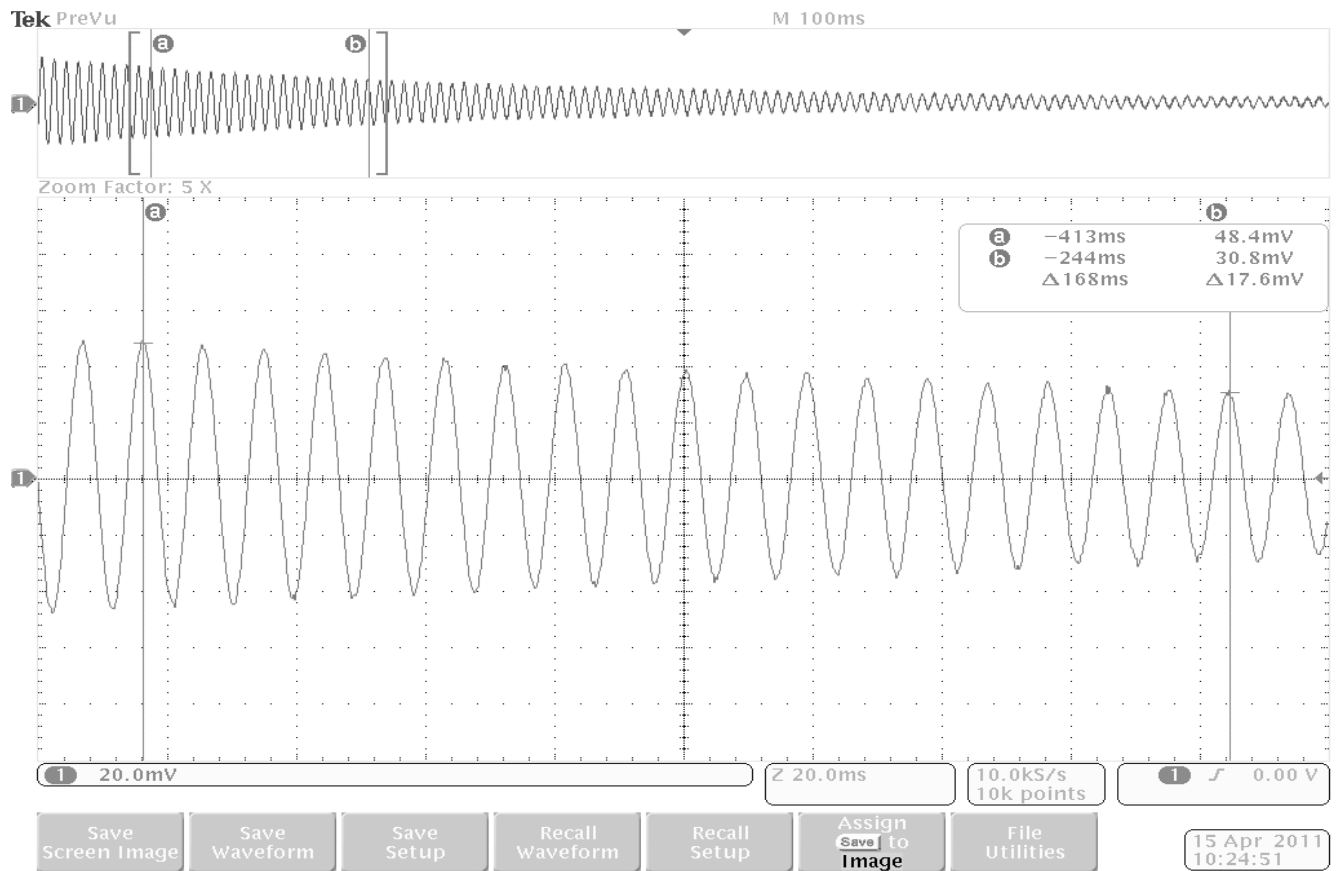 Tek PreVu M 100ms
a b
1
Zoom Factor: 5 X
a b
a -413ms 48.4mV
b -244ms 30.8mV
Δ168ms Δ17.6mV
1
1 20.0mV Z 20.0ms 10.0kS/s 1 0.00 V
10k points
Save Screen Image
Save Waveform
Save Setup
Recall Waveform
Recall Setup
Assign Save to Image
File Utilities
15 Apr 2011
10:24:51